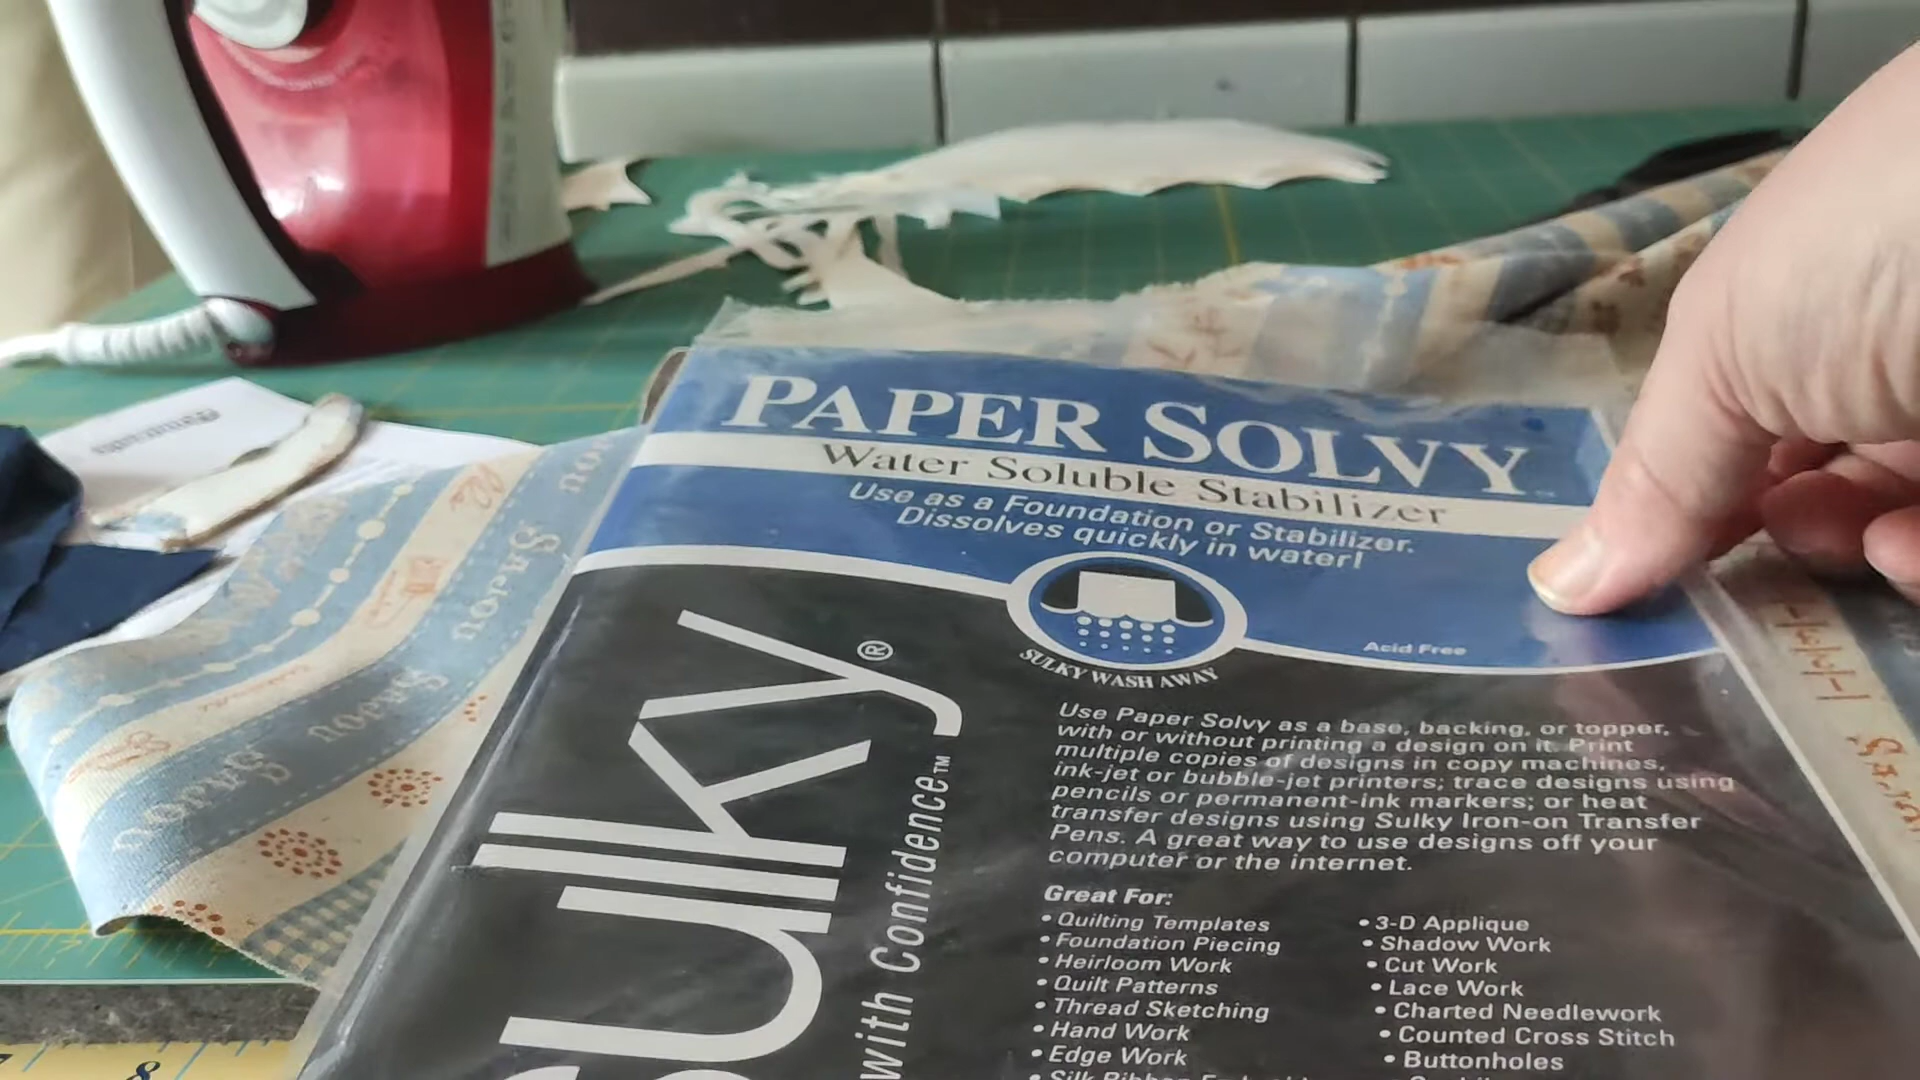 PAPER SOLVY
Water Soluble Stabilizer
Use as a Foundation or Stabilizer.
Dissolves quickly in water!
SULKY WASH AWAY
Acid Free
sulky®
with Confidence™
Use Paper Solvy as a base, backing, or topper,
with or without printing a design on it. Print
multiple copies of designs in copy machines,
ink-jet or bubble-jet printers; trace designs using
pencils or permanent-ink markers; or heat
transfer designs using Sulky Iron-on Transfer
Pens. A great way to use designs off your
computer or the internet.
Great For:
• Quilting Templates
• Foundation Piecing
• Heirloom Work
• Quilt Patterns
• Thread Sketching
• Hand Work
• Edge Work
• 3-D Applique
• Shadow Work
• Cut Work
• Lace Work
• Charted Needlework
• Counted Cross Stitch
• Buttonholes
8